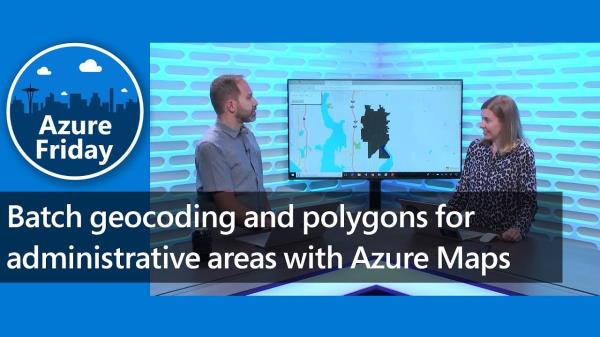 Azure
Friday
Batch geocoding and polygons for
administrative areas with Azure Maps